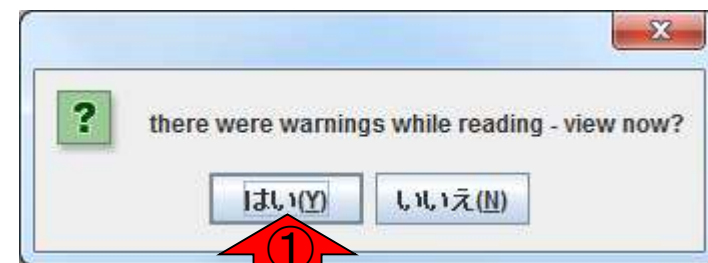 ?
there were warnings while reading - view now?
はい(Y) いいえ(N)
①